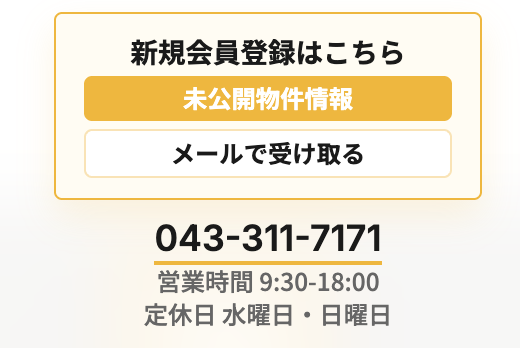 新規会員登録はこちら
未公開物件情報
メールで受け取る
043-311-7171
営業時間 9:30-18:00
定休日 水曜日・日曜日